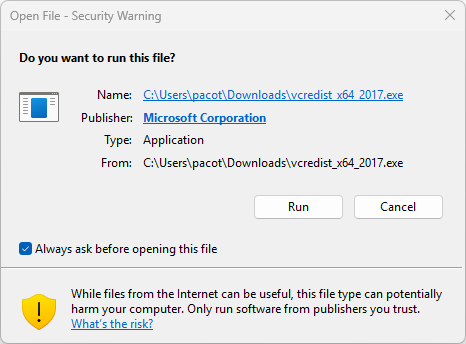 Open File - Security Warning
Do you want to run this file?
Name: C:\Users\pacot\Downloads\vcredist_x64_2017.exe
Publisher: Microsoft Corporation
Type: Application
From: C:\Users\pacot\Downloads\vcredist_x64_2017.exe
Run Cancel
Always ask before opening this file
While files from the Internet can be useful, this file type can potentially
harm your computer. Only run software from publishers you trust.
What's the risk?